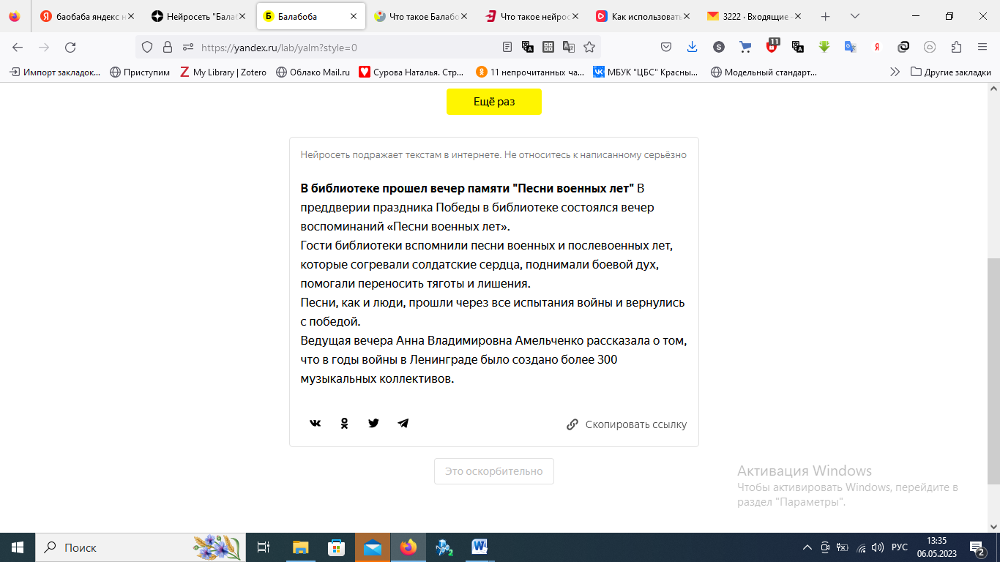 баобаба яндекс н
Нейросеть "Балаб
Балабоба
Что такое Балабо
Что такое нейрос
Как использовать
3222 · Входящие -
https://yandex.ru/lab/yalm?style=0
11
Импорт закладок...
Приступим
My Library | Zotero
Облако Mail.ru
Сурова Наталья. Стр...
11 непрочитанных ча...
МБУК "ЦБС" Красны...
Модельный стандарт...
Другие закладки
Ещё раз
Нейросеть подражает текстам в интернете. Не относитесь к написанному серьёзно
В библиотеке прошел вечер памяти "Песни военных лет" В
преддверии праздника Победы в библиотеке состоялся вечер
воспоминаний «Песни военных лет».
Гости библиотеки вспомнили песни военных и послевоенных лет,
которые согревали солдатские сердца, поднимали боевой дух,
помогали переносить тяготы и лишения.
Песни, как и люди, прошли через все испытания войны и вернулись
с победой.
Ведущая вечера Анна Владимировна Амельченко рассказала о том,
что в годы войны в Ленинграде было создано более 300
музыкальных коллективов.
Скопировать ссылку
Это оскорбительно
Активация Windows
Чтобы активировать Windows, перейдите в
раздел "Параметры".
Поиск
РУС
13:35
06.05.2023
2